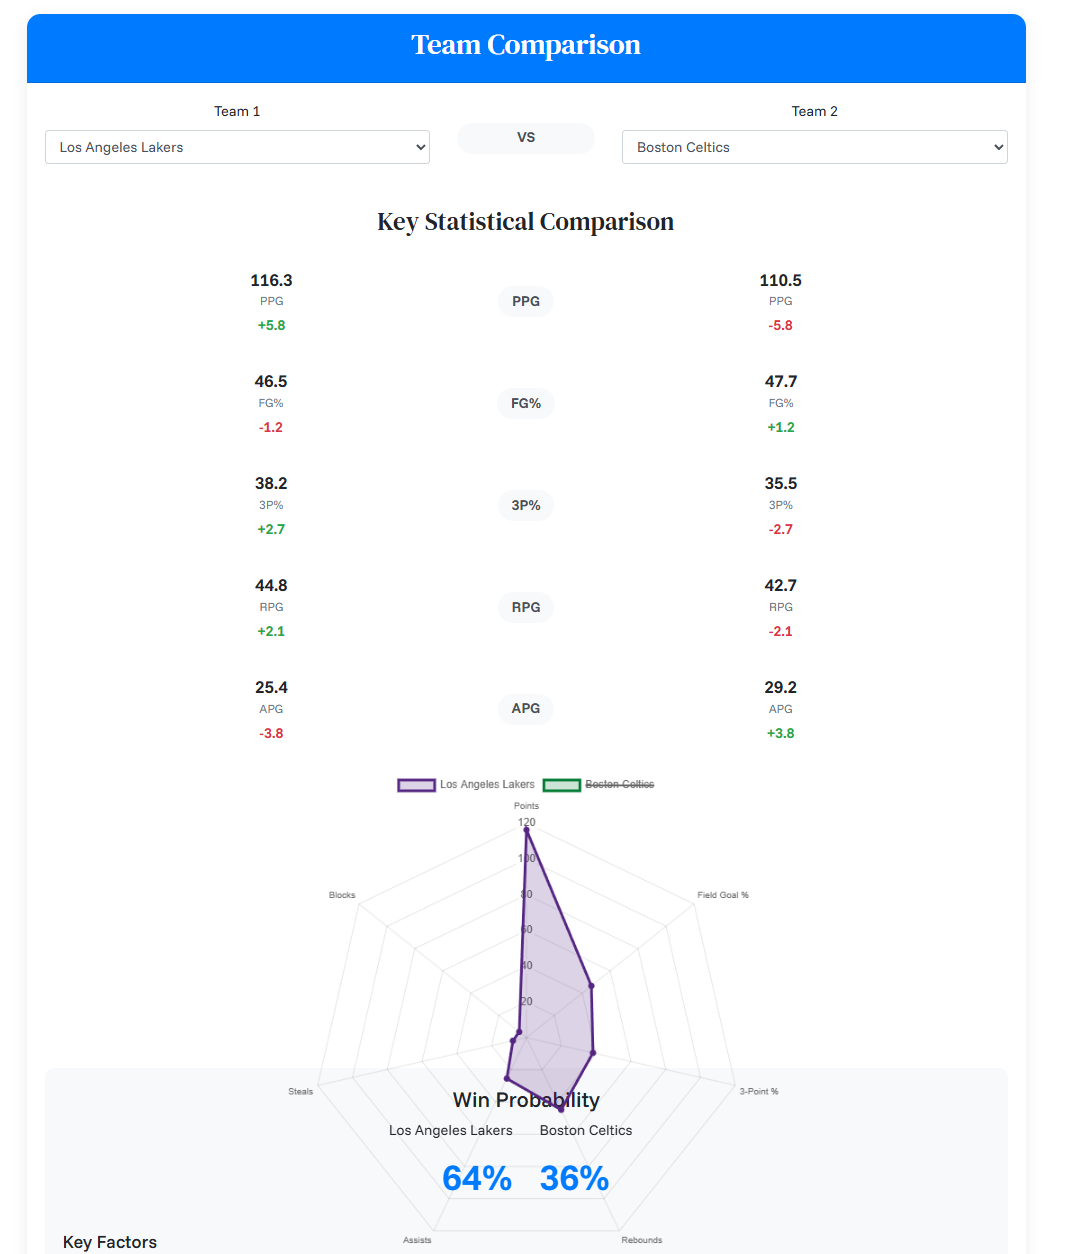 Team Comparison
Team 1
Team 2
Los Angeles Lakers
VS
Boston Celtics
Key Statistical Comparison
116.3
PPG
+5.8
PPG
110.5
PPG
-5.8
46.5
FG%
-1.2
FG%
47.7
FG%
+1.2
38.2
3P%
+2.7
3P%
35.5
3P%
-2.7
44.8
RPG
+2.1
RPG
42.7
RPG
-2.1
25.4
APG
-3.8
APG
29.2
APG
+3.8
Los Angeles Lakers Boston Celtics
Points
120
100
80
60
40
20
Blocks
Field Goal %
Steals
3-Point %
Win Probability
Los Angeles Lakers Boston Celtics
64% 36%
Assists
Rebounds
Key Factors